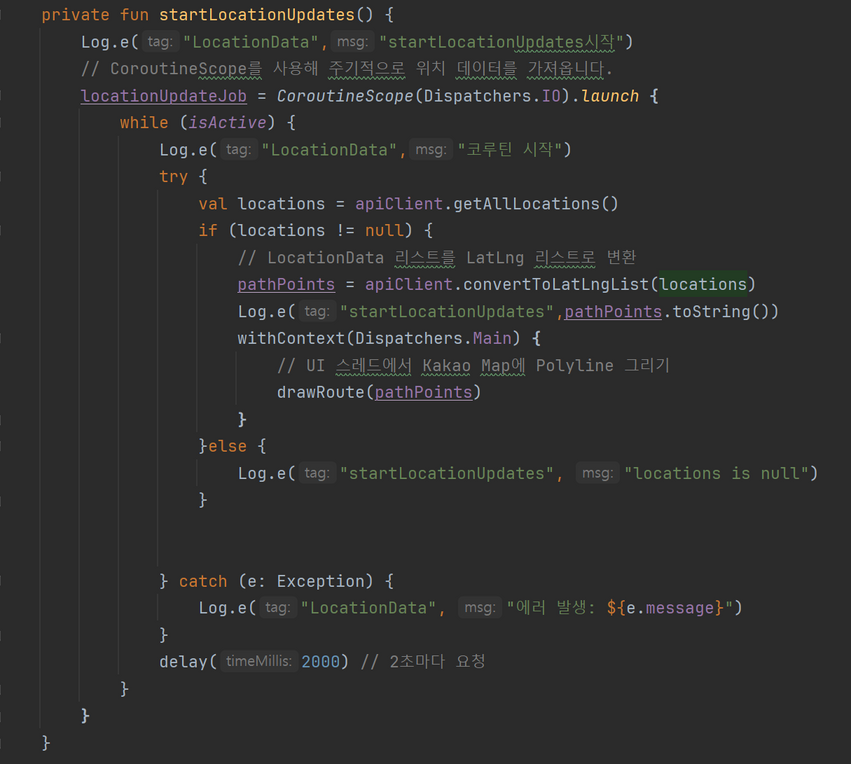 private fun startLocationUpdates() {
Log.e( tag: "LocationData", msg: "startLocationUpdates시작")
// CoroutineScope를 사용해 주기적으로 위치 데이터를 가져옵니다.
locationUpdateJob = CoroutineScope(Dispatchers.IO).launch {
while (isActive) {
Log.e( tag: "LocationData", msg: "코루틴 시작")
try {
val locations = apiClient.getAllLocations()
if (locations != null) {
// LocationData 리스트를 LatLng 리스트로 변환
pathPoints = apiClient.convertToLatLngList(locations)
Log.e( tag: "startLocationUpdates",pathPoints.toString())
withContext(Dispatchers.Main) {
// UI 스레드에서 Kakao Map에 Polyline 그리기
drawRoute(pathPoints)
}
}else {
Log.e( tag: "startLocationUpdates", msg: "locations is null")
}
} catch (e: Exception) {
Log.e( tag: "LocationData", msg: "에러 발생: ${e.message}")
}
delay( timeMillis: 2000) // 2초마다 요청
}
}
}